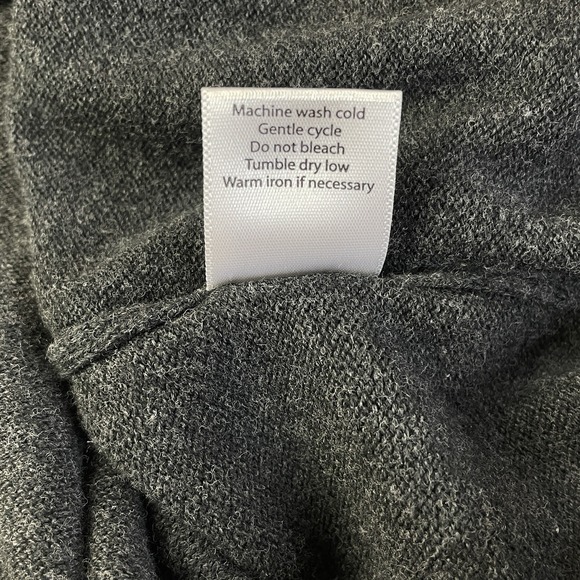 Machine wash cold
Gentle cycle
Do not bleach
Tumble dry low
Warm iron if necessary